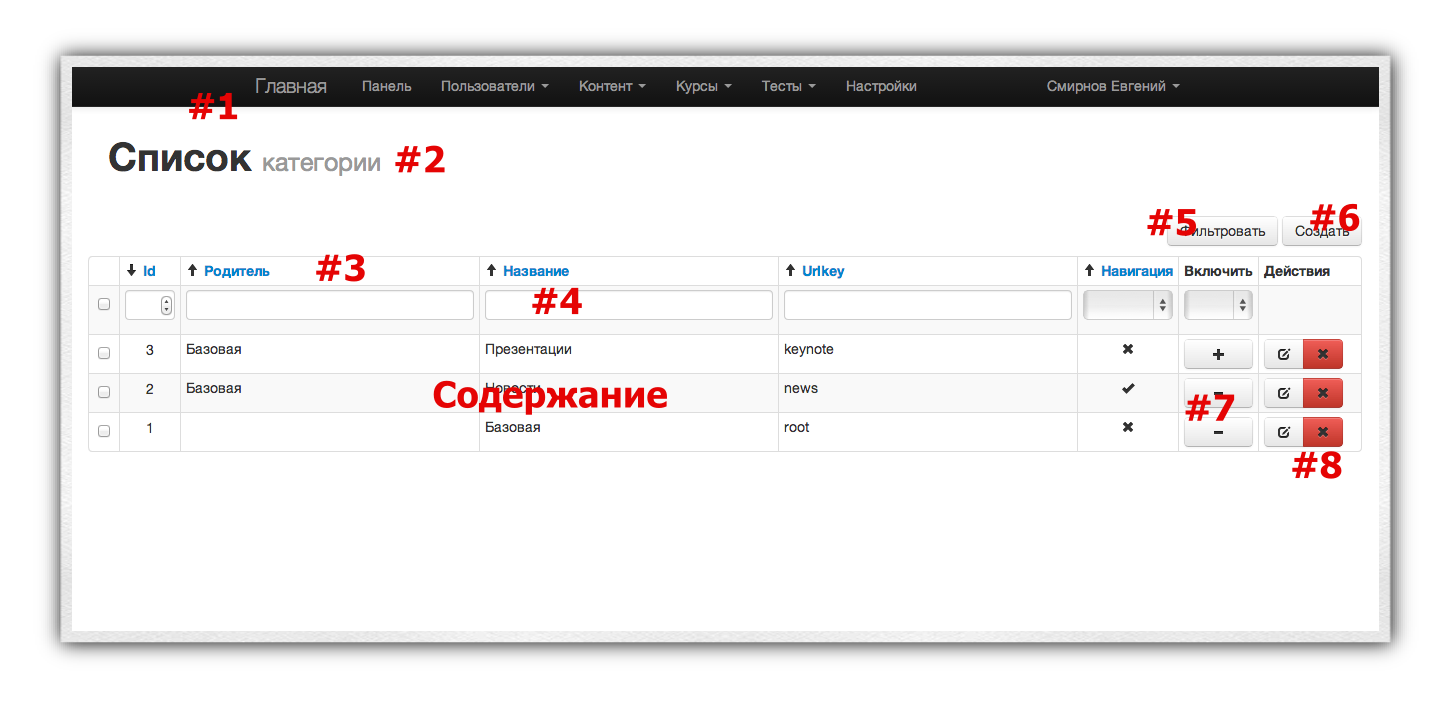 Главная Панель Пользователи Контент Курсы Тесты Настройки Смирнов Евгений
#1
Список категории #2
#5 #6
Фильтровать Создать
Id Родитель #3 Название Urlkey Навигация Включить Действия
#4
3 Базовая Презентации keynote
2 Базовая Новости news
Содержание #7
1 Базовая root
#8